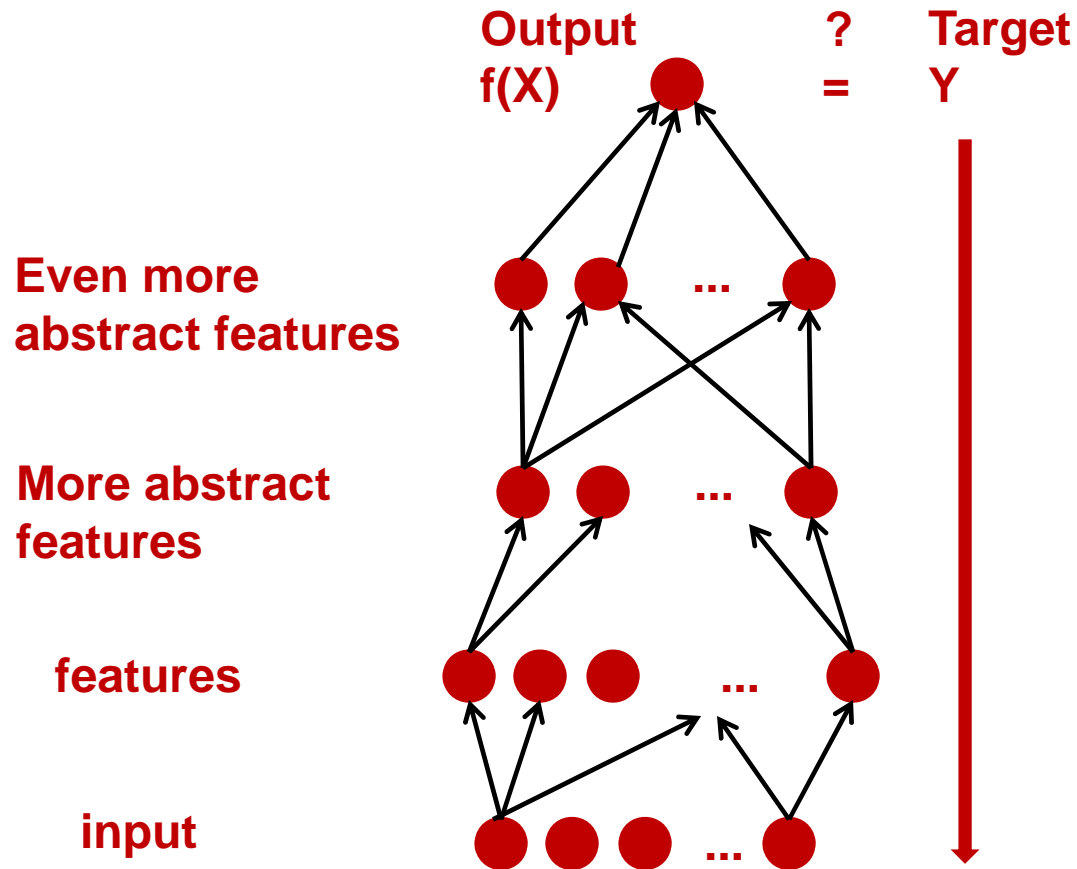 Output ? Target
f(X) = Y
Even more
abstract features
...
More abstract
features
...
features
...
input
...